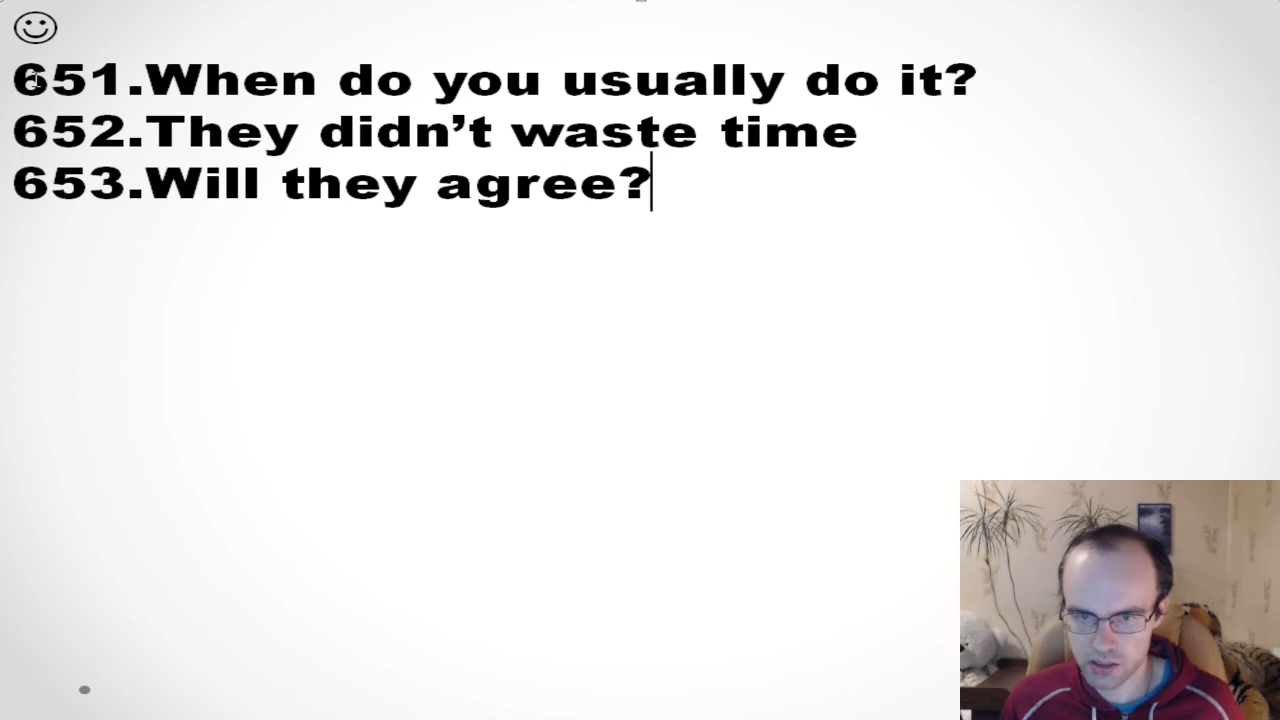 651.When do you usually do it?
652.They didn’t waste time
653.Will they agree?